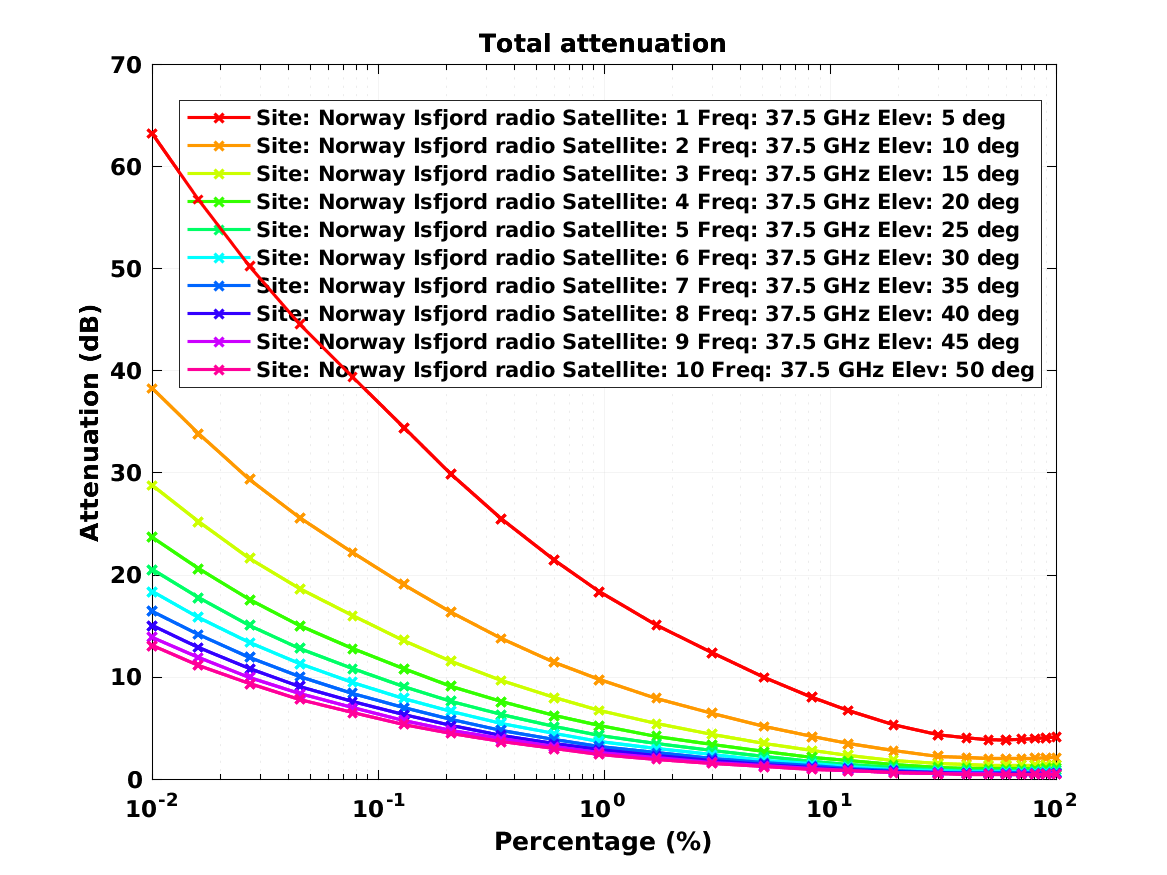 Total attenuation
70
60
50
40
30
20
10
0
Attenuation (dB)
Site: Norway Isfjord radio Satellite: 1 Freq: 37.5 GHz Elev: 5 deg
Site: Norway Isfjord radio Satellite: 2 Freq: 37.5 GHz Elev: 10 deg
Site: Norway Isfjord radio Satellite: 3 Freq: 37.5 GHz Elev: 15 deg
Site: Norway Isfjord radio Satellite: 4 Freq: 37.5 GHz Elev: 20 deg
Site: Norway Isfjord radio Satellite: 5 Freq: 37.5 GHz Elev: 25 deg
Site: Norway Isfjord radio Satellite: 6 Freq: 37.5 GHz Elev: 30 deg
Site: Norway Isfjord radio Satellite: 7 Freq: 37.5 GHz Elev: 35 deg
Site: Norway Isfjord radio Satellite: 8 Freq: 37.5 GHz Elev: 40 deg
Site: Norway Isfjord radio Satellite: 9 Freq: 37.5 GHz Elev: 45 deg
Site: Norway Isfjord radio Satellite: 10 Freq: 37.5 GHz Elev: 50 deg
10^-2 10^-1 10^0 10^1 10^2
Percentage (%)